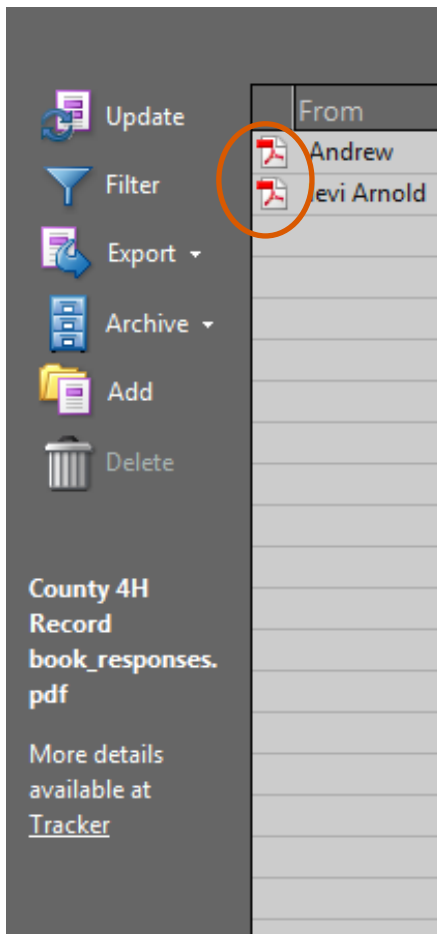 Update
Filter
Export
Archive
Add
Delete
County 4H
Record
book_responses.
pdf
More details
available at
Tracker
From
Andrew
Arnold